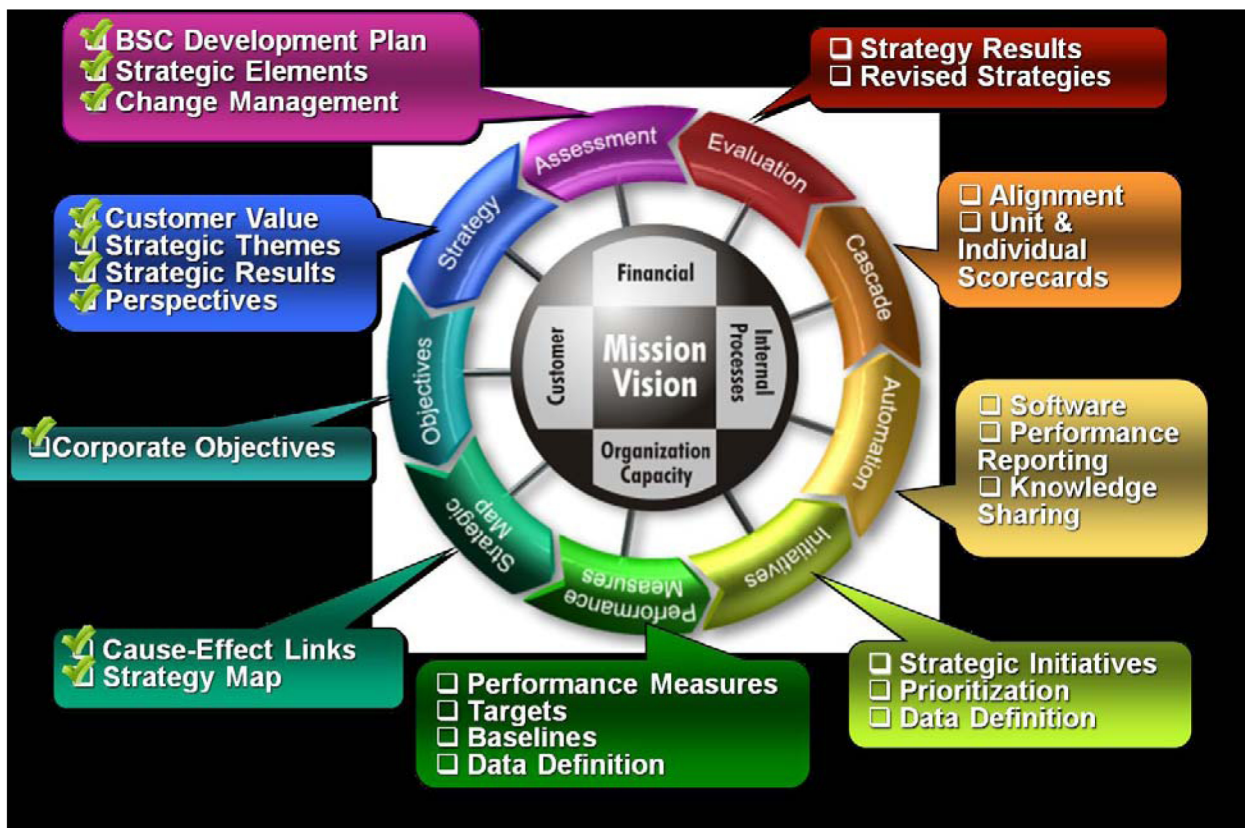 BSC Development Plan
Strategic Elements
Change Management
Strategy Results
Revised Strategies
Customer Value
Strategic Themes
Strategic Results
Perspectives
Alignment
Unit &
Individual
Scorecards
Corporate Objectives
Software
Performance
Reporting
Knowledge
Sharing
Cause-Effect Links
Strategy Map
Performance Measures
Targets
Baselines
Data Definition
Strategic Initiatives
Prioritization
Data Definition
Assessment
Evaluation
Cascade
Automation
Initiatives
Performance
Measures
Strategic
Map
Objectives
Strategy
Financial
Customer
Mission
Vision
Internal
Processes
Organization
Capacity